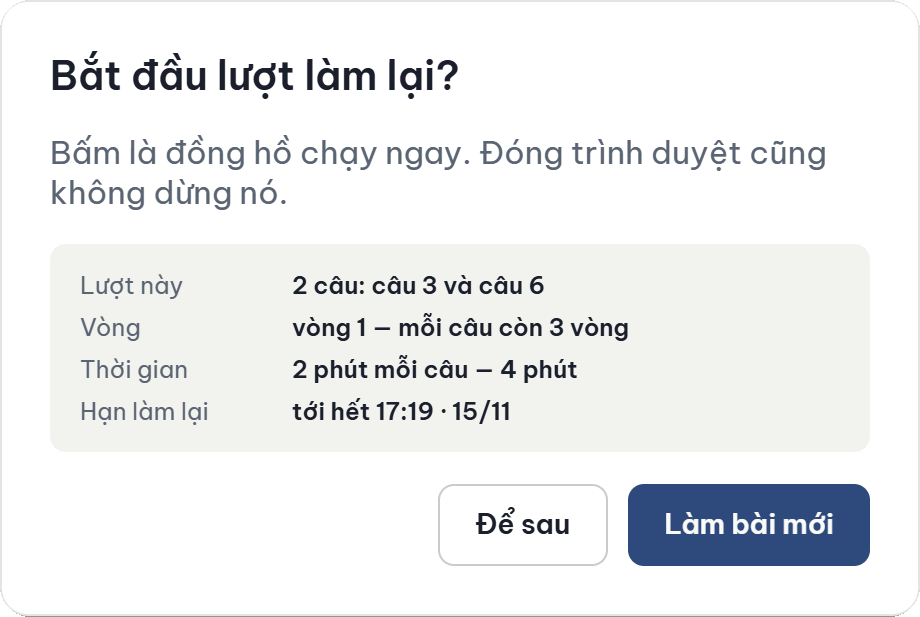 Bắt đầu lượt làm lại?
Bấm là đồng hồ chạy ngay. Đóng trình duyệt cũng
không dừng nó.
Lượt này 2 câu: câu 3 và câu 6
Vòng vòng 1 — mỗi câu còn 3 vòng
Thời gian 2 phút mỗi câu — 4 phút
Hạn làm lại tới hết 17:19 · 15/11
Để sau Làm bài mới